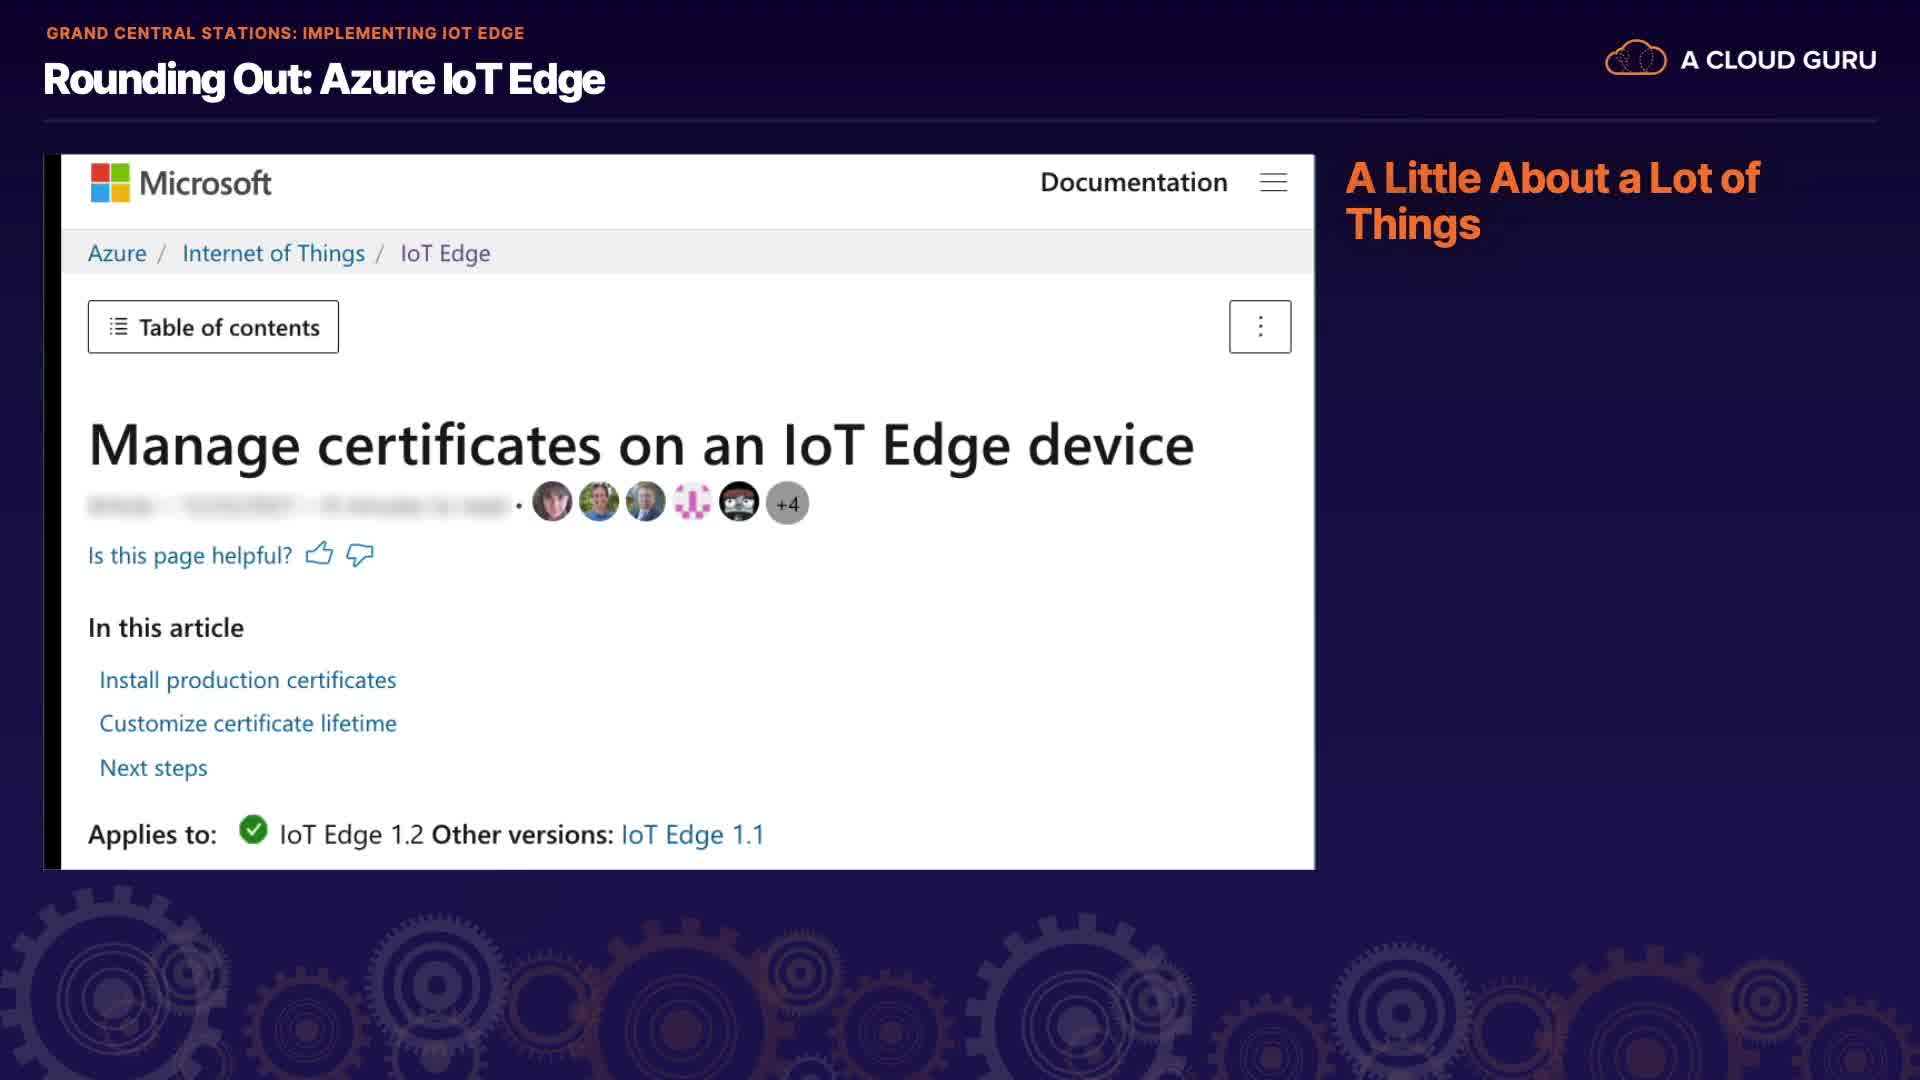 GRAND CENTRAL STATIONS: IMPLEMENTING IOT EDGE
Rounding Out: Azure IoT Edge
A CLOUD GURU
Microsoft
Documentation
Azure / Internet of Things / IoT Edge
Table of contents
Manage certificates on an IoT Edge device
+4
Is this page helpful?
In this article
Install production certificates
Customize certificate lifetime
Next steps
Applies to: IoT Edge 1.2 Other versions: IoT Edge 1.1
A Little About a Lot of
Things